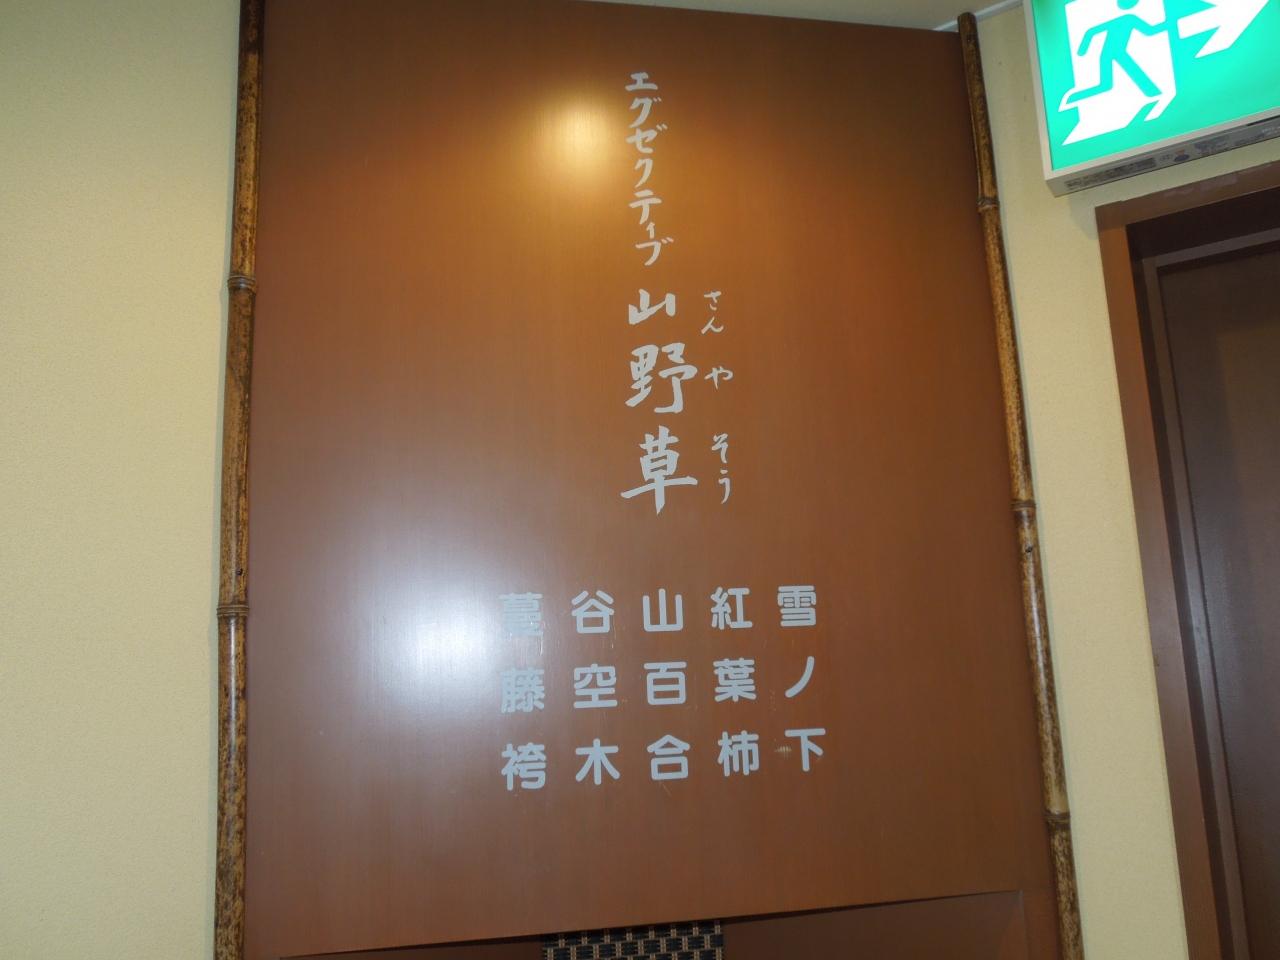 エグゼクティブ 山野草
さんやそう
雪ノ下
紅葉柿
山百合
谷空木
蔓藤袴